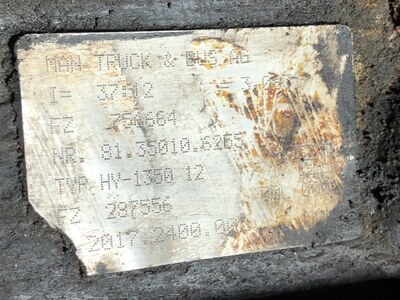 MAN TRUCK & BUS AG
I= 37:12
FZ 756664
NR. 81.35010.6265
TYP HY-1350 12
FZ 287556
2017.2400.00